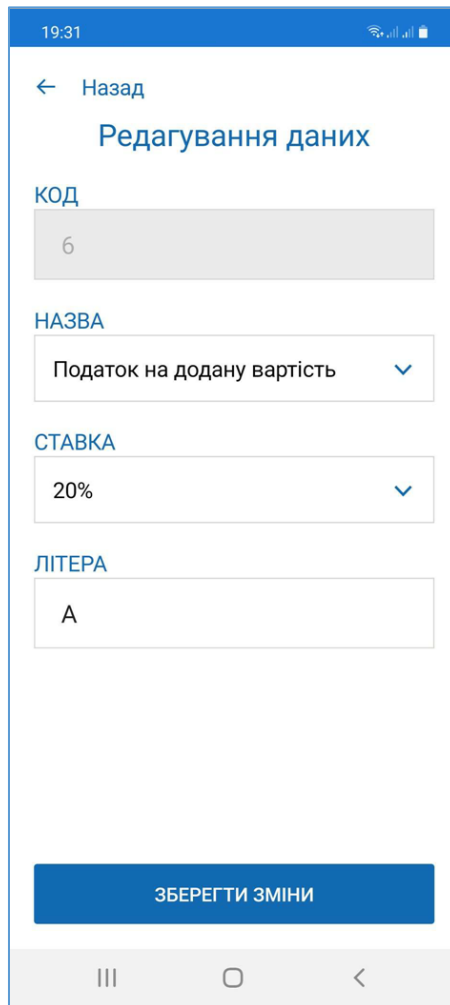 19:31
Назад
Редагування даних
КОД
6
НАЗВА
Податок на додану вартість
СТАВКА
20%
ЛІТЕРА
А
ЗБЕРЕГТИ ЗМІНИ